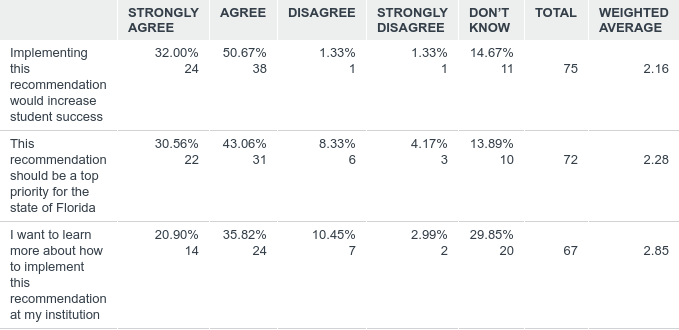 STRONGLY AGREE DISAGREE STRONGLY DON'T TOTAL WEIGHTED
AGREE DISAGREE KNOW AVERAGE
Implementing 32.00% 50.67% 1.33% 1.33% 14.67%
this 24 38 1 1 11 75 2.16
recommendation
would increase
student success
This 30.56% 43.06% 8.33% 4.17% 13.89%
recommendation 22 31 6 3 10 72 2.28
should be a top
priority for the
state of Florida
I want to learn 20.90% 35.82% 10.45% 2.99% 29.85%
more about how 14 24 7 2 20 67 2.85
to implement
this
recommendation
at my institution